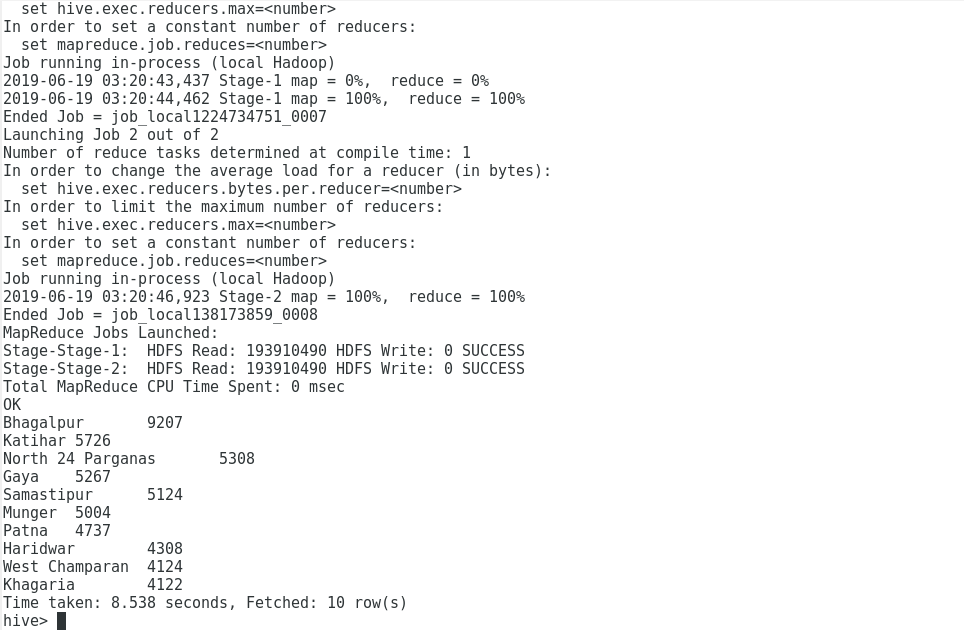 set hive.exec.reducers.max=<number>
In order to set a constant number of reducers:
  set mapreduce.job.reduces=<number>
Job running in-process (local Hadoop)
2019-06-19 03:20:43,437 Stage-1 map = 0%,  reduce = 0%
2019-06-19 03:20:44,462 Stage-1 map = 100%,  reduce = 100%
Ended Job = job_local1224734751_0007
Launching Job 2 out of 2
Number of reduce tasks determined at compile time: 1
In order to change the average load for a reducer (in bytes):
  set hive.exec.reducers.bytes.per.reducer=<number>
In order to limit the maximum number of reducers:
  set hive.exec.reducers.max=<number>
In order to set a constant number of reducers:
  set mapreduce.job.reduces=<number>
Job running in-process (local Hadoop)
2019-06-19 03:20:46,923 Stage-2 map = 100%,  reduce = 100%
Ended Job = job_local138173859_0008
MapReduce Jobs Launched:
Stage-Stage-1:  HDFS Read: 193910490 HDFS Write: 0 SUCCESS
Stage-Stage-2:  HDFS Read: 193910490 HDFS Write: 0 SUCCESS
Total MapReduce CPU Time Spent: 0 msec
OK
Bhagalpur       9207
Katihar 5726
North 24 Parganas       5308
Gaya    5267
Samastipur      5124
Munger  5004
Patna   4737
Haridwar        4308
West Champaran  4124
Khagaria        4122
Time taken: 8.538 seconds, Fetched: 10 row(s)
hive>